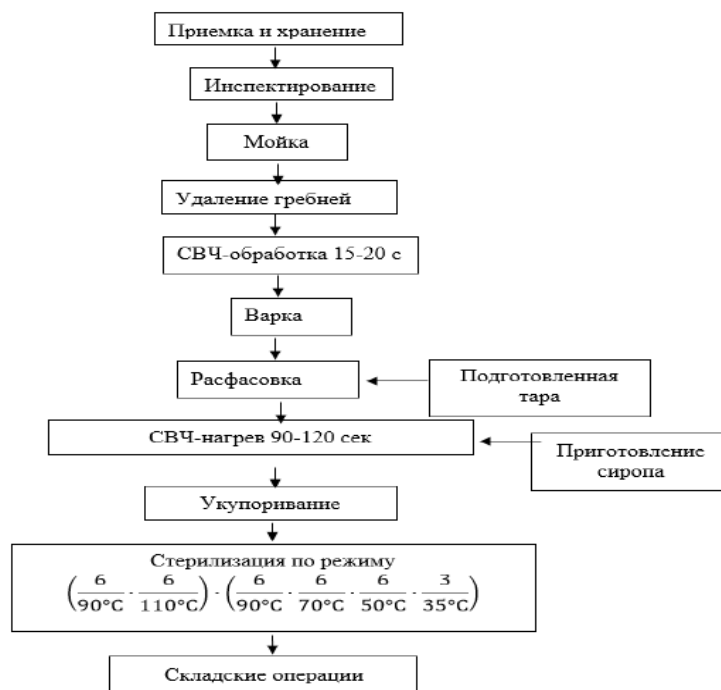 Приемка и хранение
Инспектирование
Мойка
Удаление гребней
СВЧ-обработка 15-20 с
Варка
Расфасовка
Подготовленная
тара
СВЧ-нагрев 90-120 сек
Приготовление
сиропа
Укупоривание
Стерилизация по режиму
(6/90°C · 6/110°C) · (6/90°C · 6/70°C · 6/50°C · 3/35°C)
Складские операции